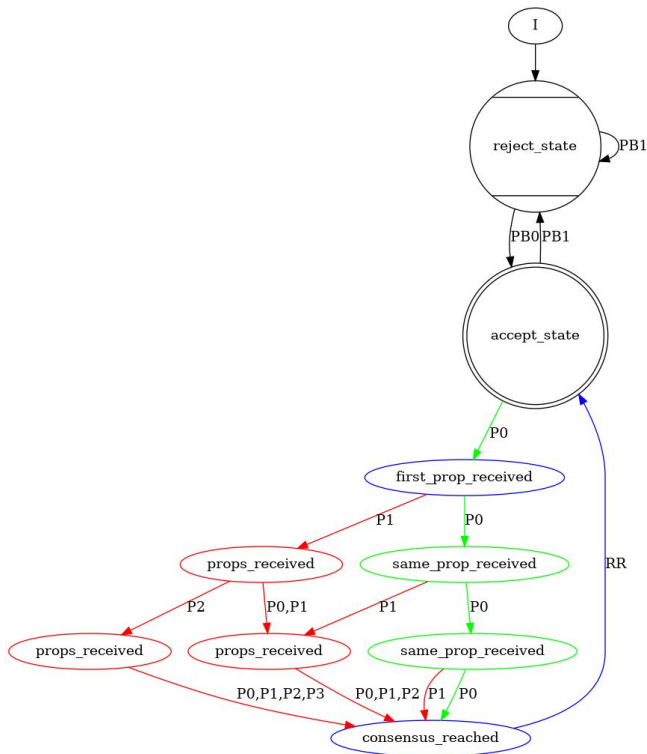 I
reject_state
PB1
PB0
PB1
accept_state
P0
first_prop_received
P1
P0
props_received
same_prop_received
P2
P0,P1
P1
P0
RR
props_received
props_received
same_prop_received
P0,P1,P2,P3
P0,P1,P2
P1
P0
consensus_reached